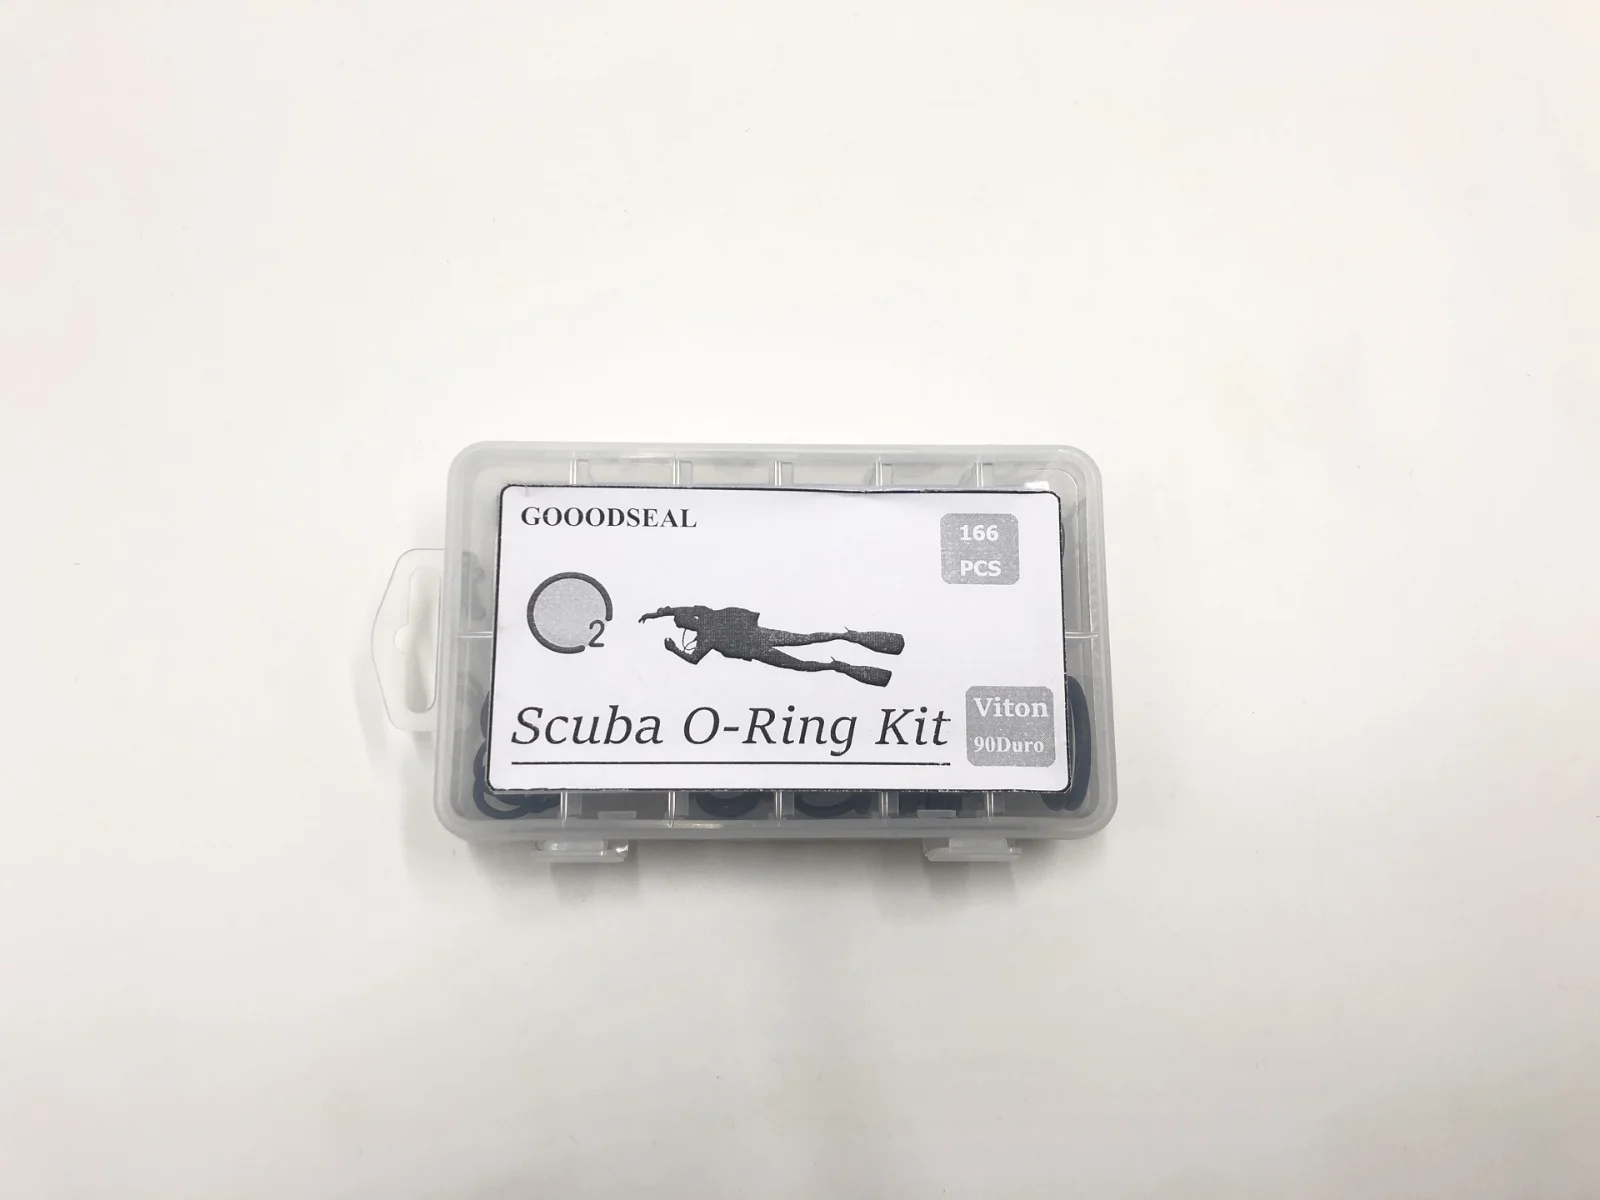 GOOODSEAL
166
PCS
2
Scuba O-Ring Kit
Viton
90Duro